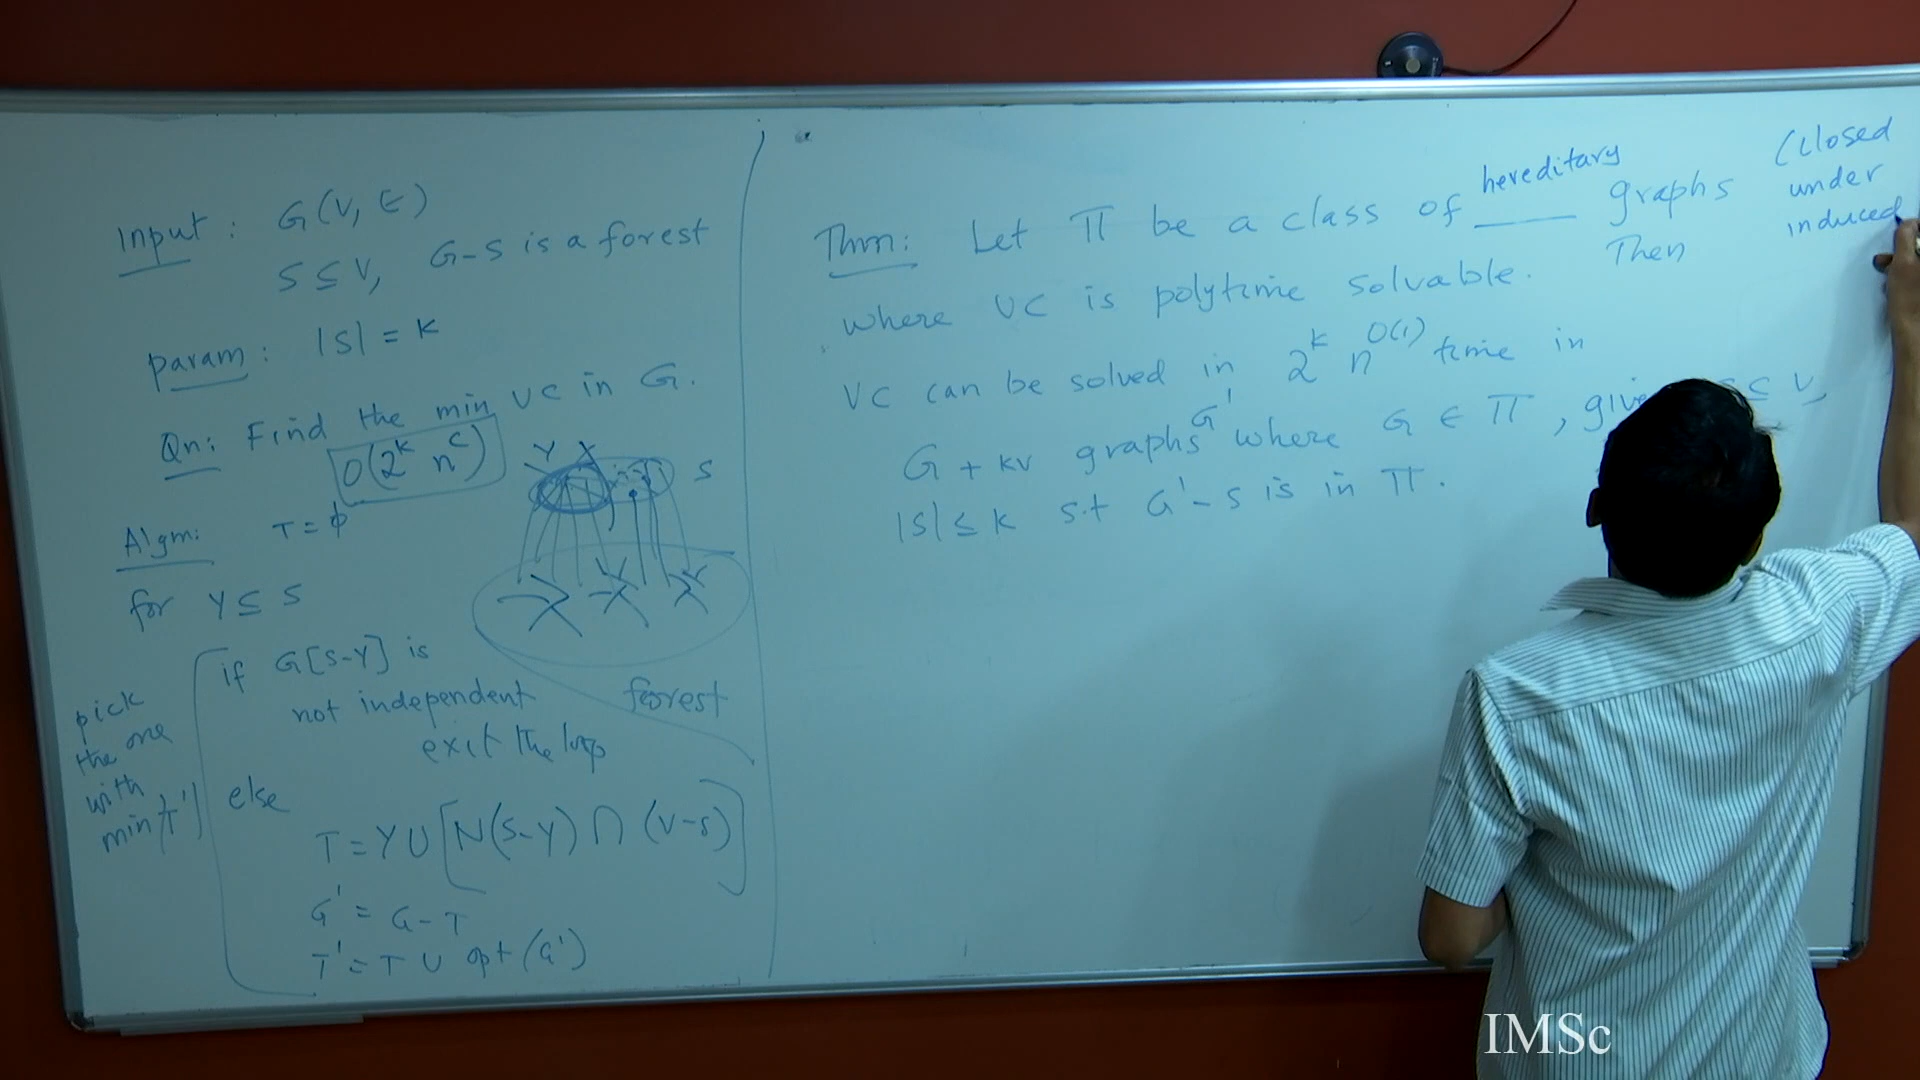 Input : G(V, E)
S ⊆ V, G-S is a forest
param : |S| = k
Qn: Find the min VC in G.
O(2^k n^c)
Y X
S
Algm: T = ϕ
for Y ⊆ S
if G[S-Y] is
not independent
exit the loop
forest
pick
the one
with
min |T'|
else
T = Y ∪ [N(S-Y) ∩ (V-S)]
G' = G - T
T' = T ∪ opt (G')
Thm: Let Π be a class of hereditary graphs (closed
under
induced
where VC is polytime solvable. Then
VC can be solved in 2^k n^O(1) time in
G + kv graphs G' where G ∈ Π, given S ⊆ V,
|S| ≤ k s.t G' - S is in Π.
IMSc